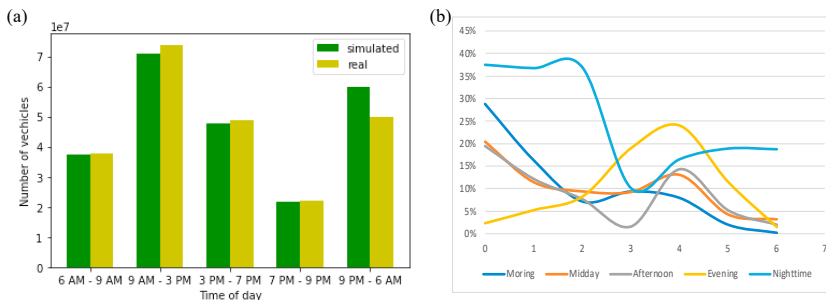 (a)
1e7
7
6
5
4
3
2
1
0
Number of vechicles
simulated
real
6 AM - 9 AM 9 AM - 3 PM 3 PM - 7 PM 7 PM - 9 PM 9 PM - 6 AM
Time of day
(b)
45%
40%
35%
30%
25%
20%
15%
10%
5%
0%
0 1 2 3 4 5 6 7
Moring Midday Afternoon Evening Nighttime